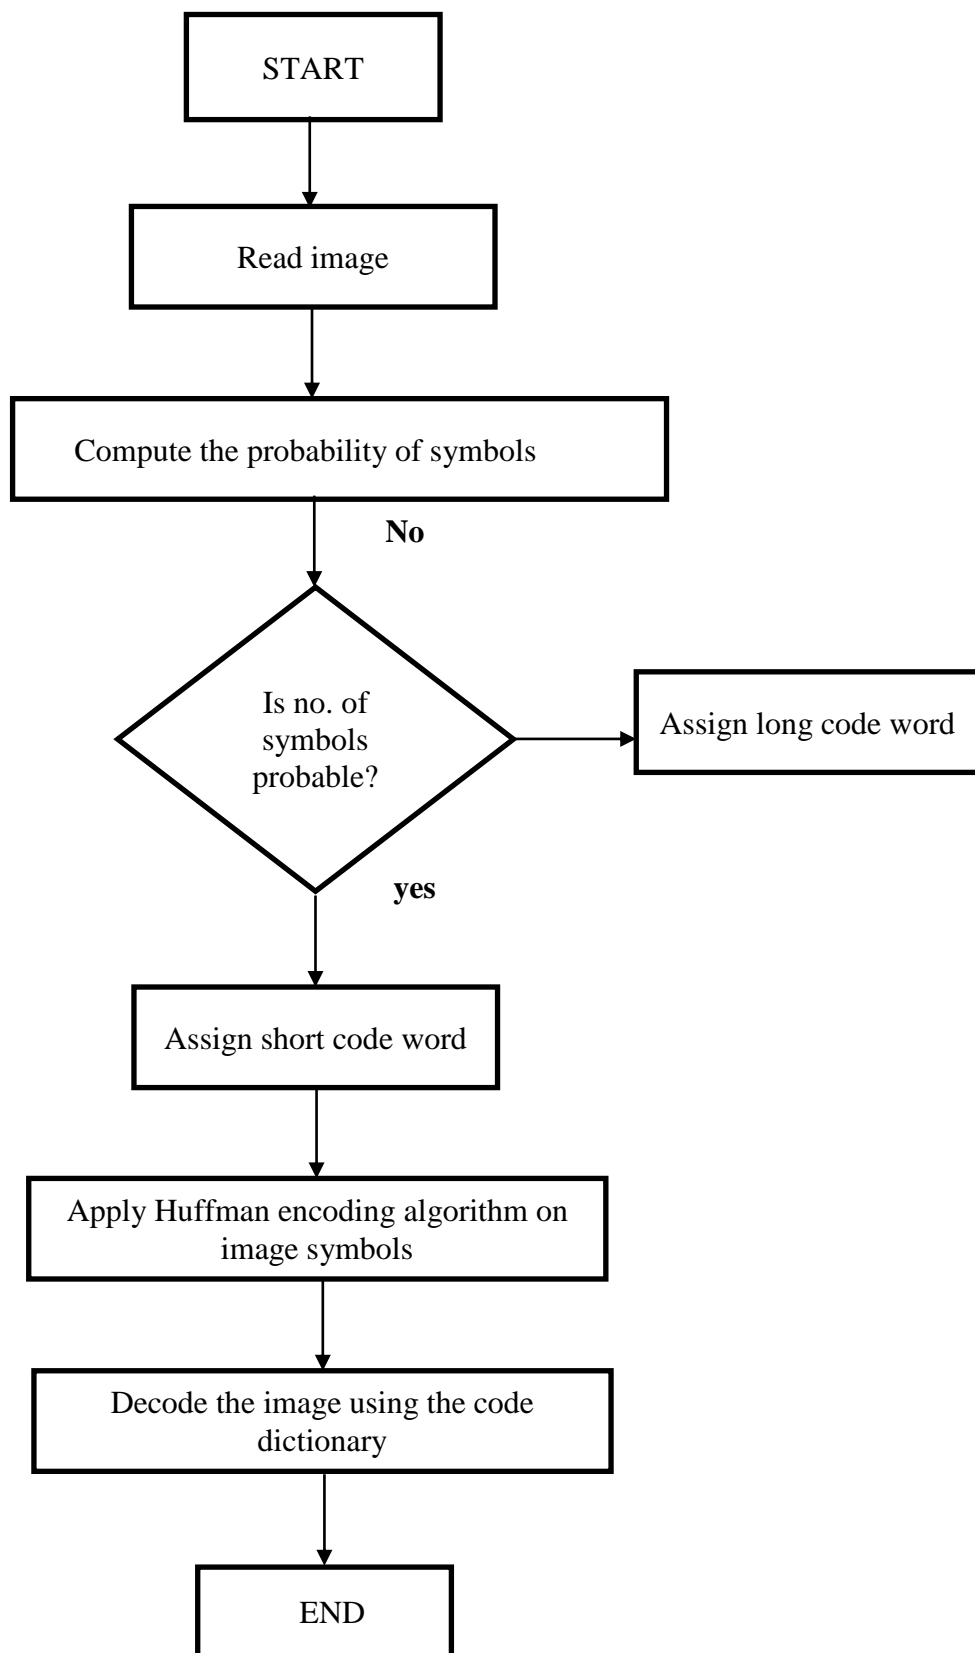 START
Read image
Compute the probability of symbols
No
Is no. of
symbols
probable?
Assign long code word
yes
Assign short code word
Apply Huffman encoding algorithm on
image symbols
Decode the image using the code
dictionary
END